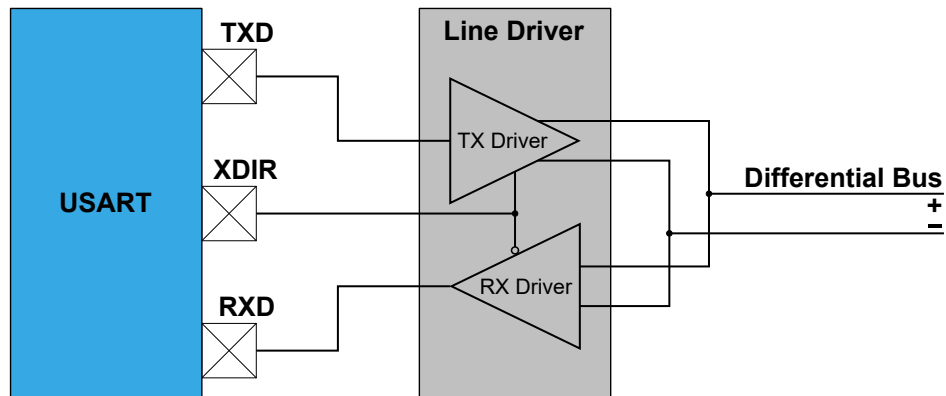 TXD
Line Driver
TX Driver
XDIR
USART
Differential Bus
+
−
RX Driver
RXD